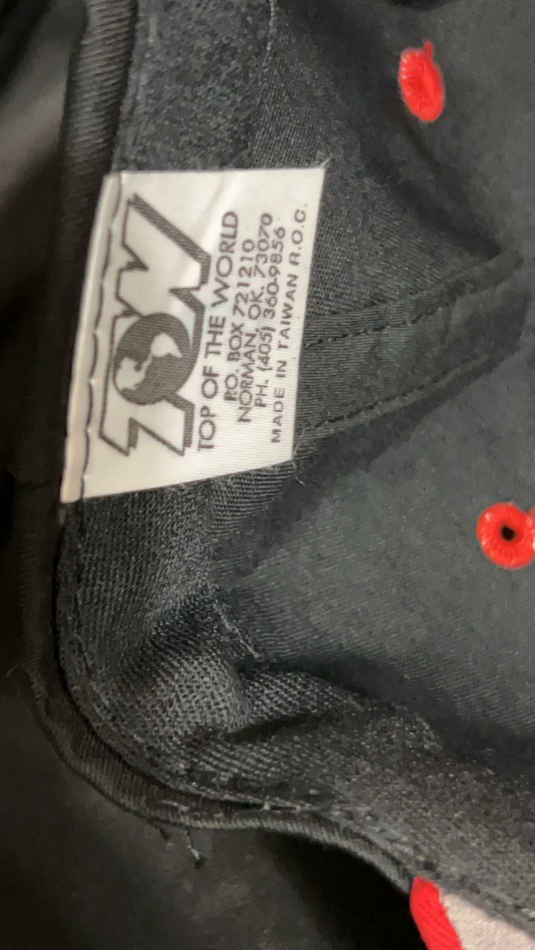 TOW
TOP OF THE WORLD
P.O. BOX 721210
NORMAN, OK. 73070
PH. (405) 360-9856
MADE IN TAIWAN R.O.C.